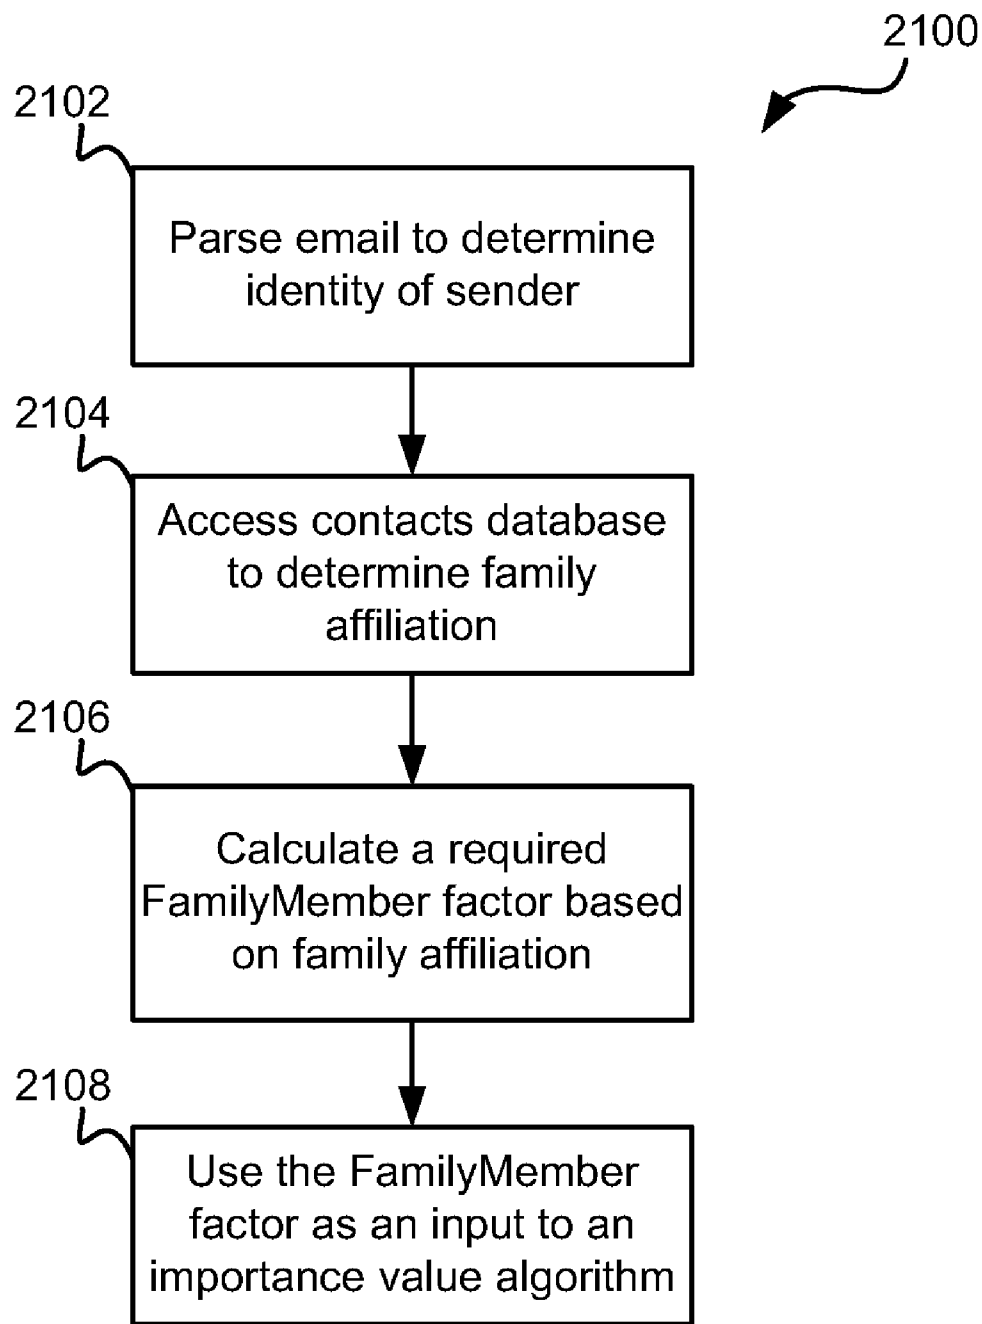 2100
2102
Parse email to determine
identity of sender
2104
Access contacts database
to determine family
affiliation
2106
Calculate a required
FamilyMember factor based
on family affiliation
2108
Use the FamilyMember
factor as an input to an
importance value algorithm